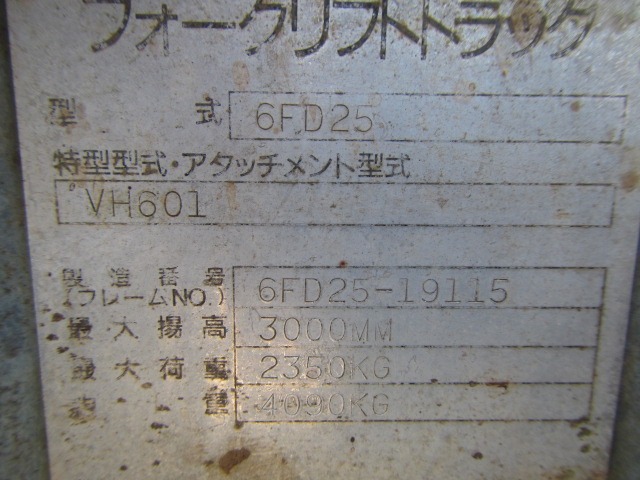 フォークリフトトラック
型式 6FD25
特型型式・アタッチメント型式
VH601
製造番号
(フレームNO.) 6FD25-19115
最大揚高 3000MM
最大荷重 2350KG
4090KG